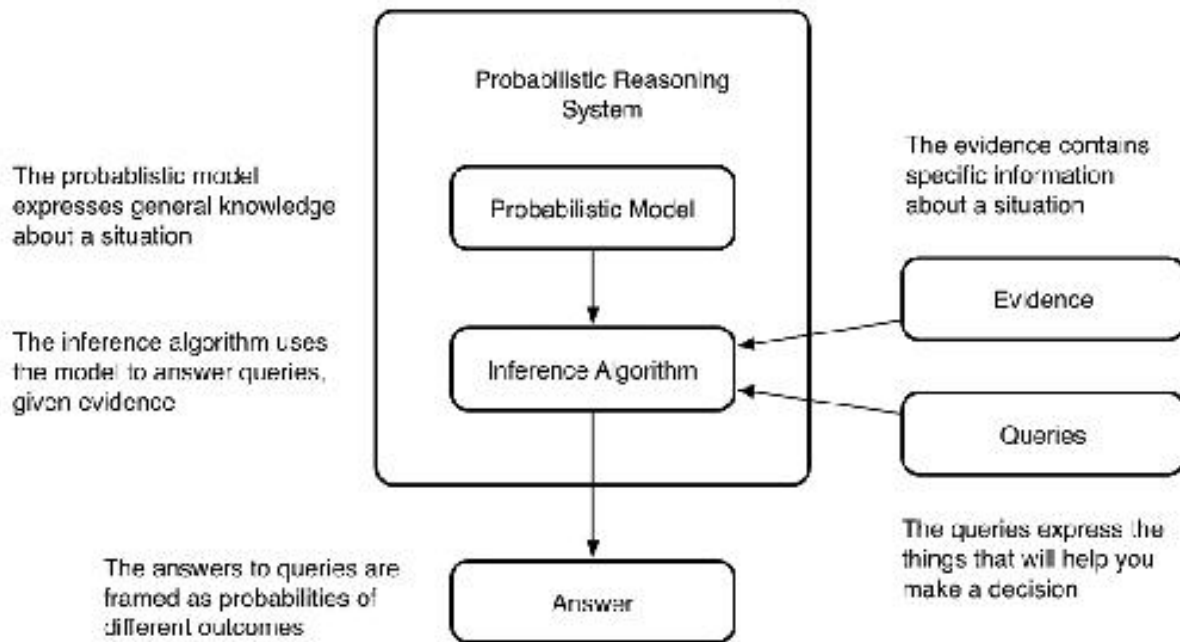 Probabilistic Reasoning
System
The probablistic model
expresses general knowledge
about a situation
Probabilistic Model
The evidence contains
specific information
about a situation
Evidence
The inference algorithm uses
the model to answer queries,
given evidence
Inference Algorithm
Queries
The queries express the
things that will help you
make a decision
The answers to queries are
framed as probabilities of
different outcomes
Answer